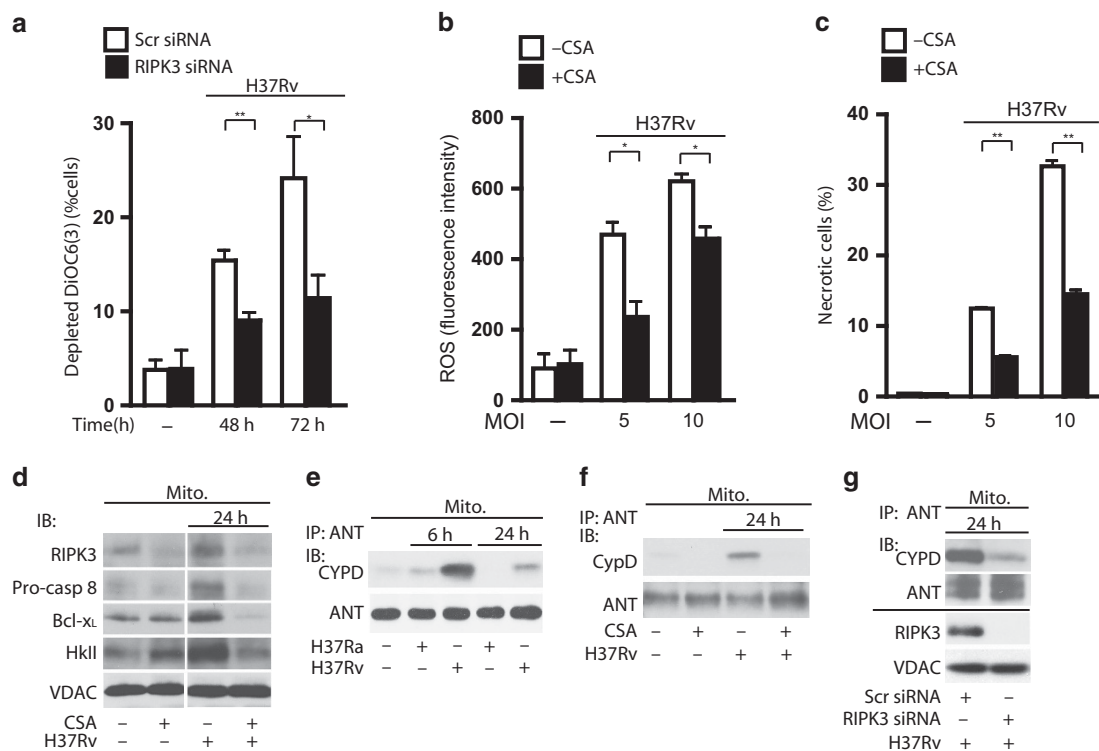 a
Scr siRNA
RIPK3 siRNA
H37Rv
** *
Depleted DiOC6(3) (%cells)
30
20
10
0
Time(h) – 48 h 72 h
b
–CSA
+CSA
H37Rv
* *
ROS (fluorescence intensity)
800
600
400
200
0
MOI – 5 10
c
–CSA
+CSA
H37Rv
** **
Necrotic cells (%)
40
30
20
10
0
MOI – 5 10
d
Mito.
IB: 24 h
RIPK3
Pro-casp 8
Bcl-xL
HkII
VDAC
CSA – + – +
H37Rv – – + +
e
Mito.
IP: ANT 6 h 24 h
IB:
CYPD
ANT
H37Ra – + – + –
H37Rv – – + – +
f
Mito.
IP: ANT 24 h
IB:
CypD
ANT
CSA – + – +
H37Rv – – + +
g
Mito.
IP: ANT 24 h
IB:
CYPD
ANT
RIPK3
VDAC
Scr siRNA + –
RIPK3 siRNA – +
H37Rv + +